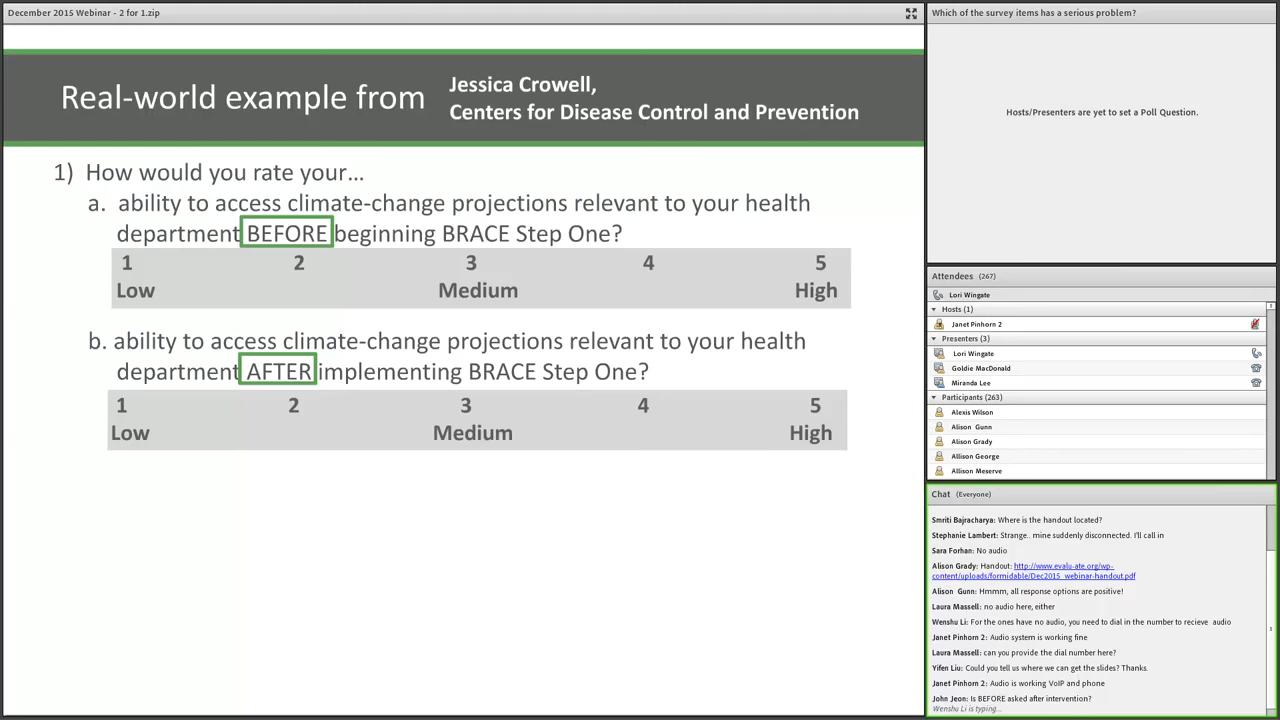 December 2015 Webinar - 2 for 1.zip
Real-world example from
Jessica Crowell,
Centers for Disease Control and Prevention
1) How would you rate your…
a. ability to access climate-change projections relevant to your health
department BEFORE beginning BRACE Step One?
1 2 3 4 5
Low Medium High
b. ability to access climate-change projections relevant to your health
department AFTER implementing BRACE Step One?
1 2 3 4 5
Low Medium High
Which of the survey items has a serious problem?
Hosts/Presenters are yet to set a Poll Question.
Attendees (267)
Lori Wingate
Hosts (1)
Janet Pinhorn 2
Presenters (3)
Lori Wingate
Goldie MacDonald
Miranda Lee
Participants (263)
Alexis Wilson
Alison Gunn
Alison Grady
Allison George
Allison Meserve
Chat (Everyone)
Smriti Bajracharya: Where is the handout located?
Stephanie Lambert: Strange.. mine suddenly disconnected. I'll call in
Sara Forhan: No audio
Alison Grady: Handout: http://www.evalu-ate.org/wp-
content/uploads/formidable/Dec2015_webinar-handout.pdf
Alison Gunn: Hmmm, all response options are positive!
Laura Massell: no audio here, either
Wenshu Li: For the ones have no audio, you need to dial in the number to recieve audio
Janet Pinhorn 2: Audio system is working fine
Laura Massell: can you provide the dial number here?
Yifen Liu: Could you tell us where we can get the slides? Thanks.
Janet Pinhorn 2: Audio is working VoIP and phone
John Jeon: Is BEFORE asked after intervention?
Wenshu Li is typing...